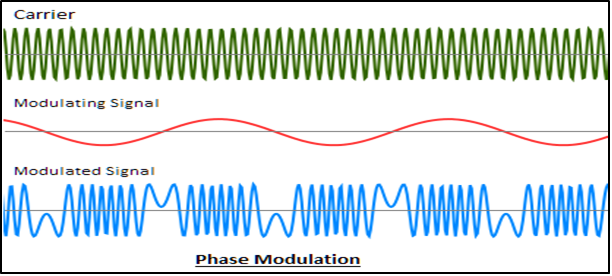 Carrier
Modulating Signal
Modulated Signal
Phase Modulation